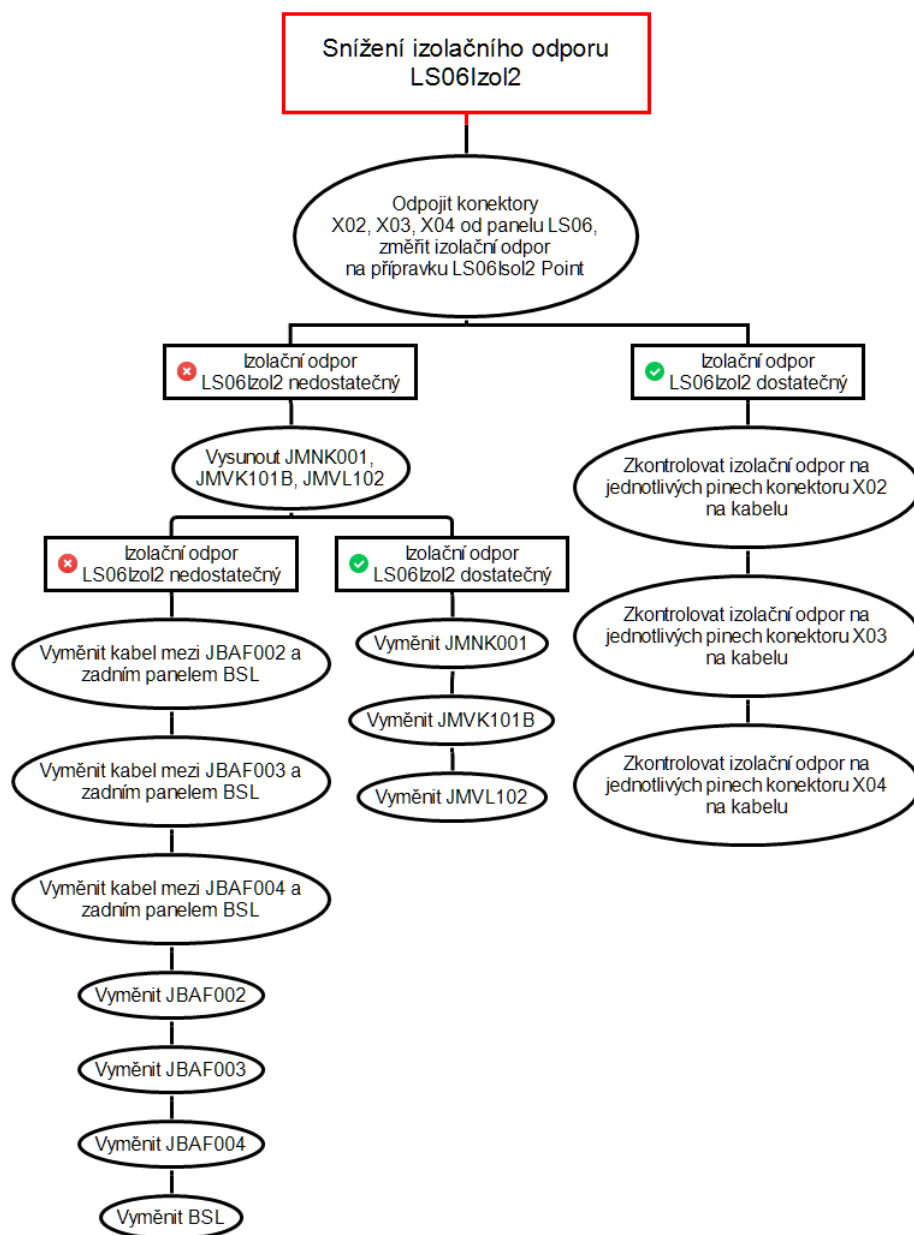 Snížení izolačního odporu
LS06Izol2
Odpojit konektory
X02, X03, X04 od panelu LS06,
změřit izolační odpor
na přípravku LS06Isol2 Point
Izolační odpor
LS06Izol2 nedostatečný
Izolační odpor
LS06Izol2 dostatečný
Vysunout JMNK001,
JMVK101B, JMVL102
Izolační odpor
LS06Izol2 nedostatečný
Izolační odpor
LS06Izol2 dostatečný
Vyměnit kabel mezi JBAF002 a
zadním panelem BSL
Vyměnit kabel mezi JBAF003 a
zadním panelem BSL
Vyměnit kabel mezi JBAF004 a
zadním panelem BSL
Vyměnit JBAF002
Vyměnit JBAF003
Vyměnit JBAF004
Vyměnit BSL
Vyměnit JMNK001
Vyměnit JMVK101B
Vyměnit JMVL102
Zkontrolovat izolační odpor na
jednotlivých pinech konektoru X02
na kabelu
Zkontrolovat izolační odpor na
jednotlivých pinech konektoru X03
na kabelu
Zkontrolovat izolační odpor na
jednotlivých pinech konektoru X04
na kabelu